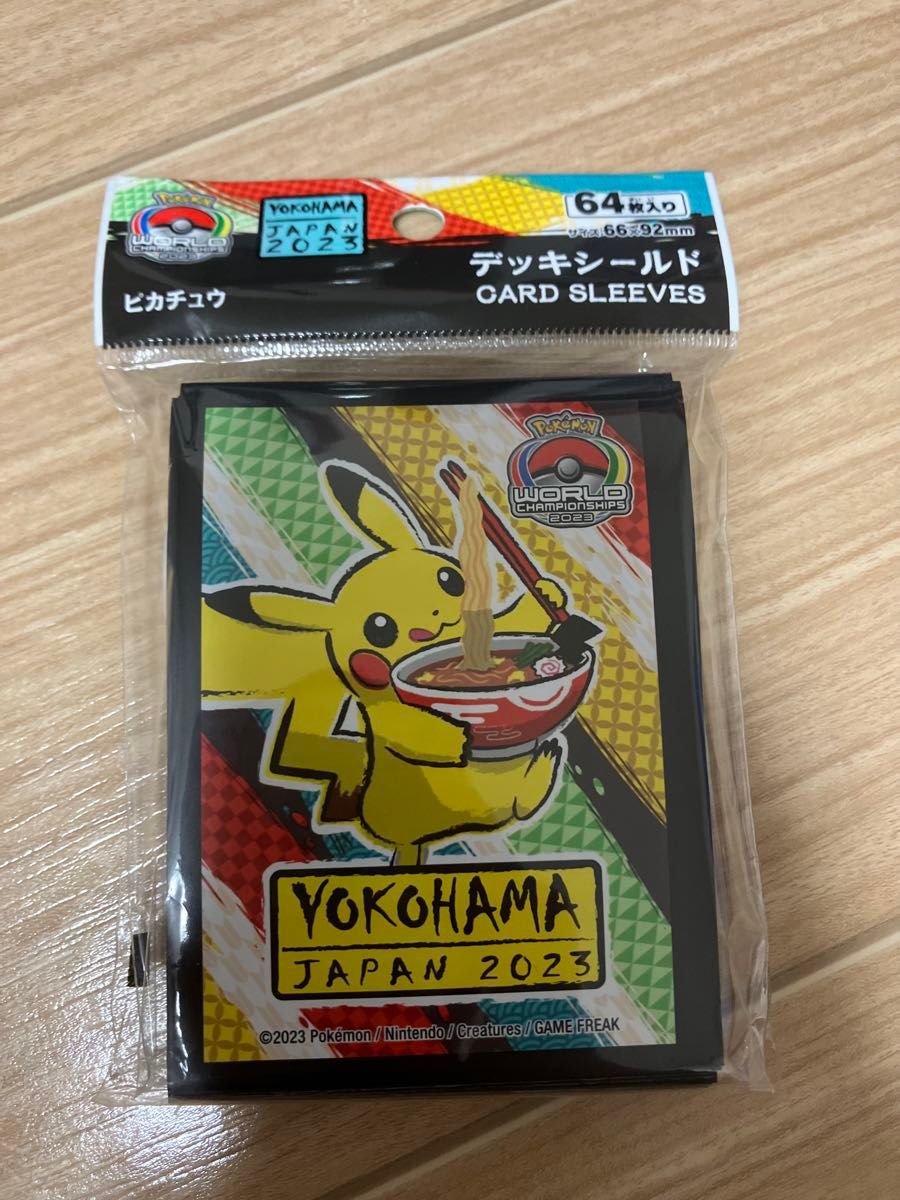 Pokémon
WORLD
CHAMPIONSHIPS
2023
YOKOHAMA
JAPAN
2023
64枚入り
サイズ:66×92mm
デッキシールド
CARD SLEEVES
ピカチュウ
Pokémon
WORLD
CHAMPIONSHIPS
2023
YOKOHAMA
JAPAN 2023
©2023 Pokémon / Nintendo / Creatures / GAME FREAK